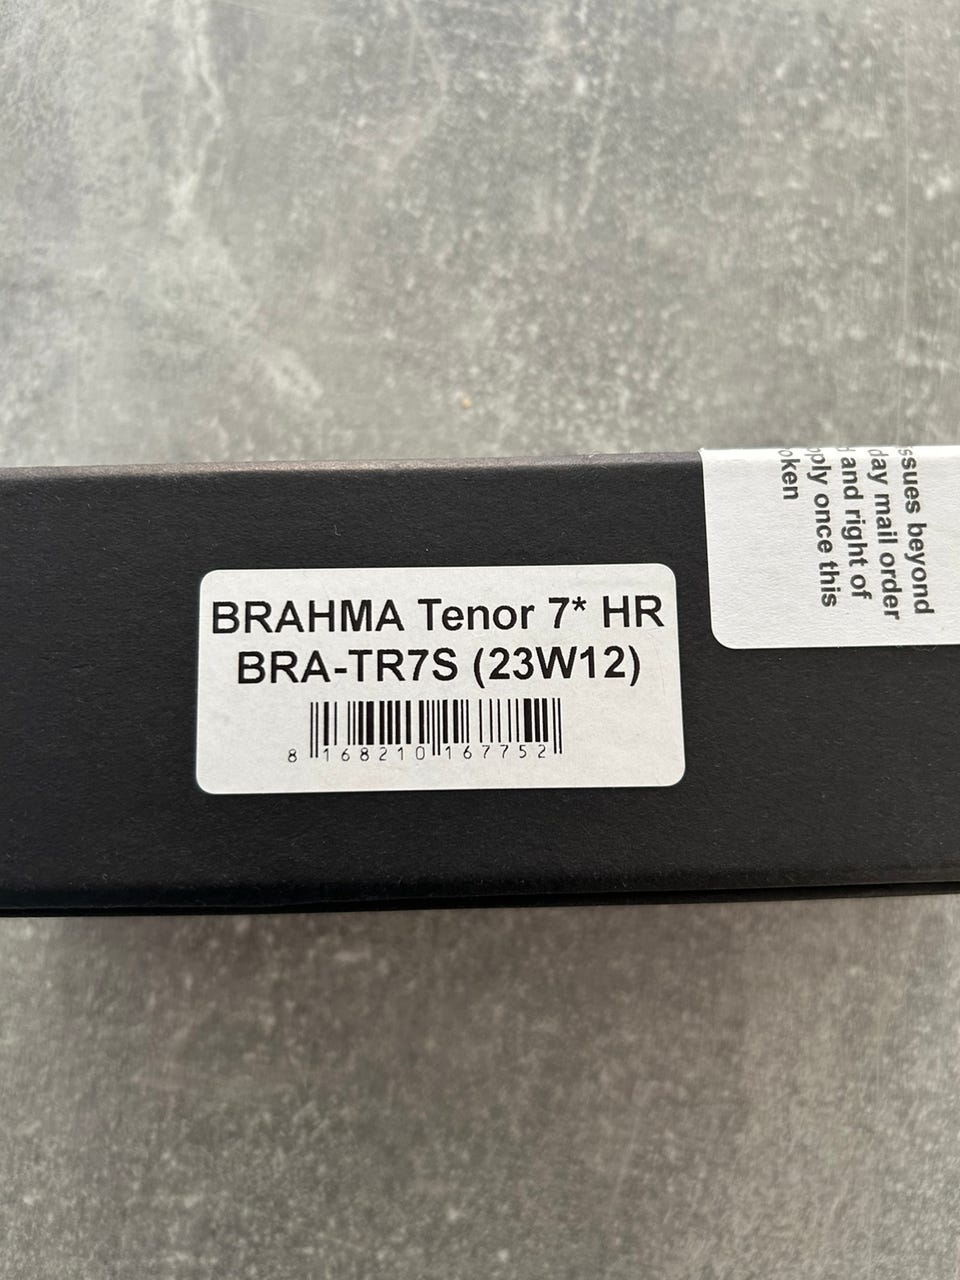 BRAHMA Tenor 7* HR
BRA-TR7S (23W12)
8 168210 167752
ssues beyond
day mail order
and right of
ply once this
oken